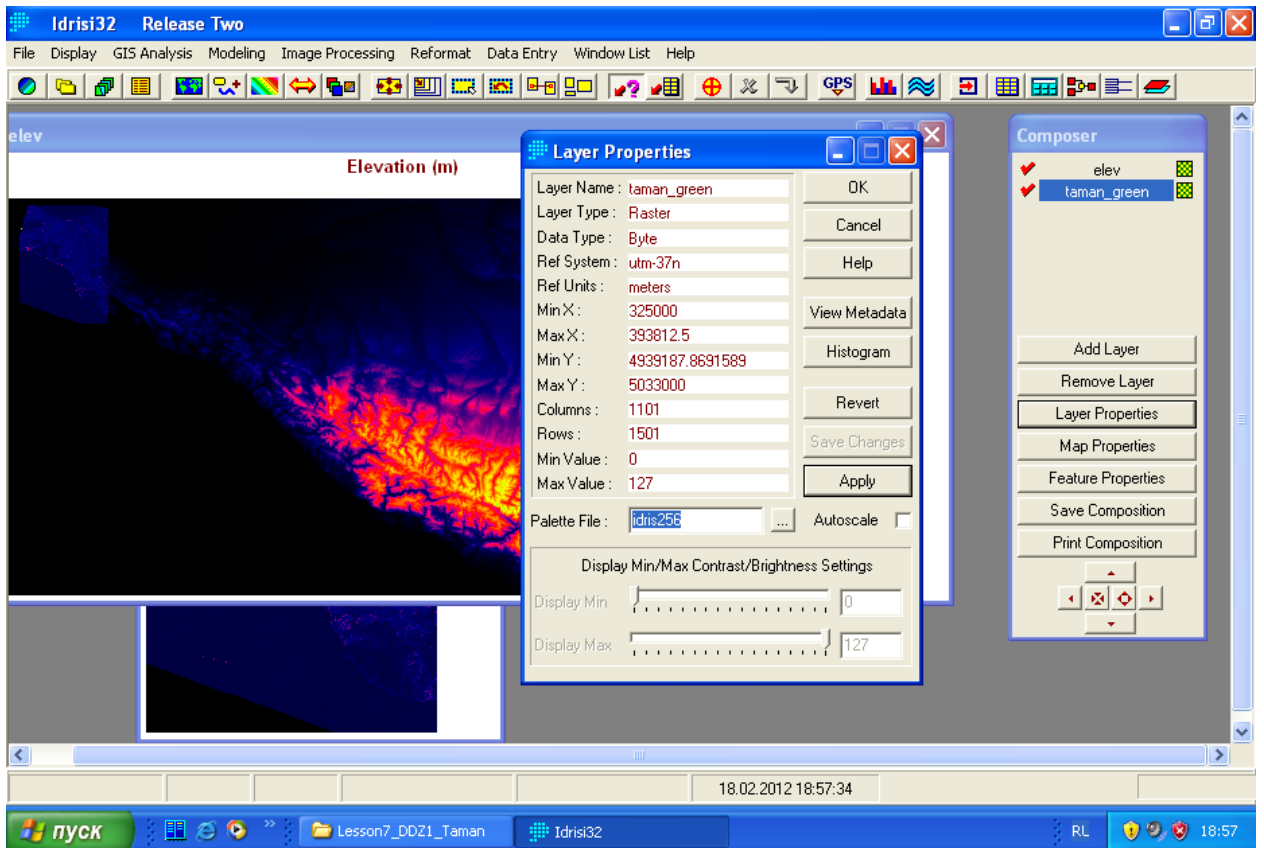 Idrisi32 Release Two
File Display GIS Analysis Modeling Image Processing Reformat Data Entry Window List Help
GPS
elev
Elevation (m)
Layer Properties
Layer Name : taman_green
Layer Type : Raster
Data Type : Byte
Ref System : utm-37n
Ref Units : meters
Min X : 325000
Max X : 393812.5
Min Y : 4939187.8691589
Max Y : 5033000
Columns : 1101
Rows : 1501
Min Value : 0
Max Value : 127
OK
Cancel
Help
View Metadata
Histogram
Revert
Save Changes
Apply
Palette File : idris256 ... Autoscale
Display Min/Max Contrast/Brightness Settings
Display Min 0
Display Max 127
Composer
elev
taman_green
Add Layer
Remove Layer
Layer Properties
Map Properties
Feature Properties
Save Composition
Print Composition
18.02.2012 18:57:34
пуск
Lesson7_DDZ1_Taman
Idrisi32
RL
18:57